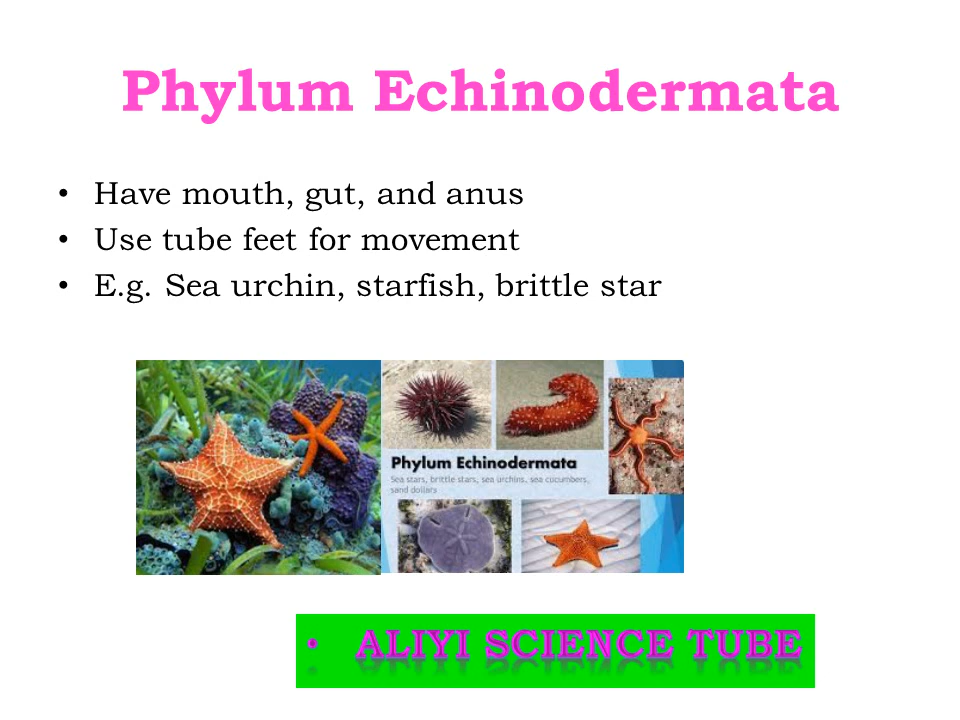 Phylum Echinodermata
• Have mouth, gut, and anus
• Use tube feet for movement
• E.g. Sea urchin, starfish, brittle star
Phylum Echinodermata
Sea stars, brittle stars, sea urchins, sea cucumbers,
sand dollars
• ALIYI SCIENCE TUBE